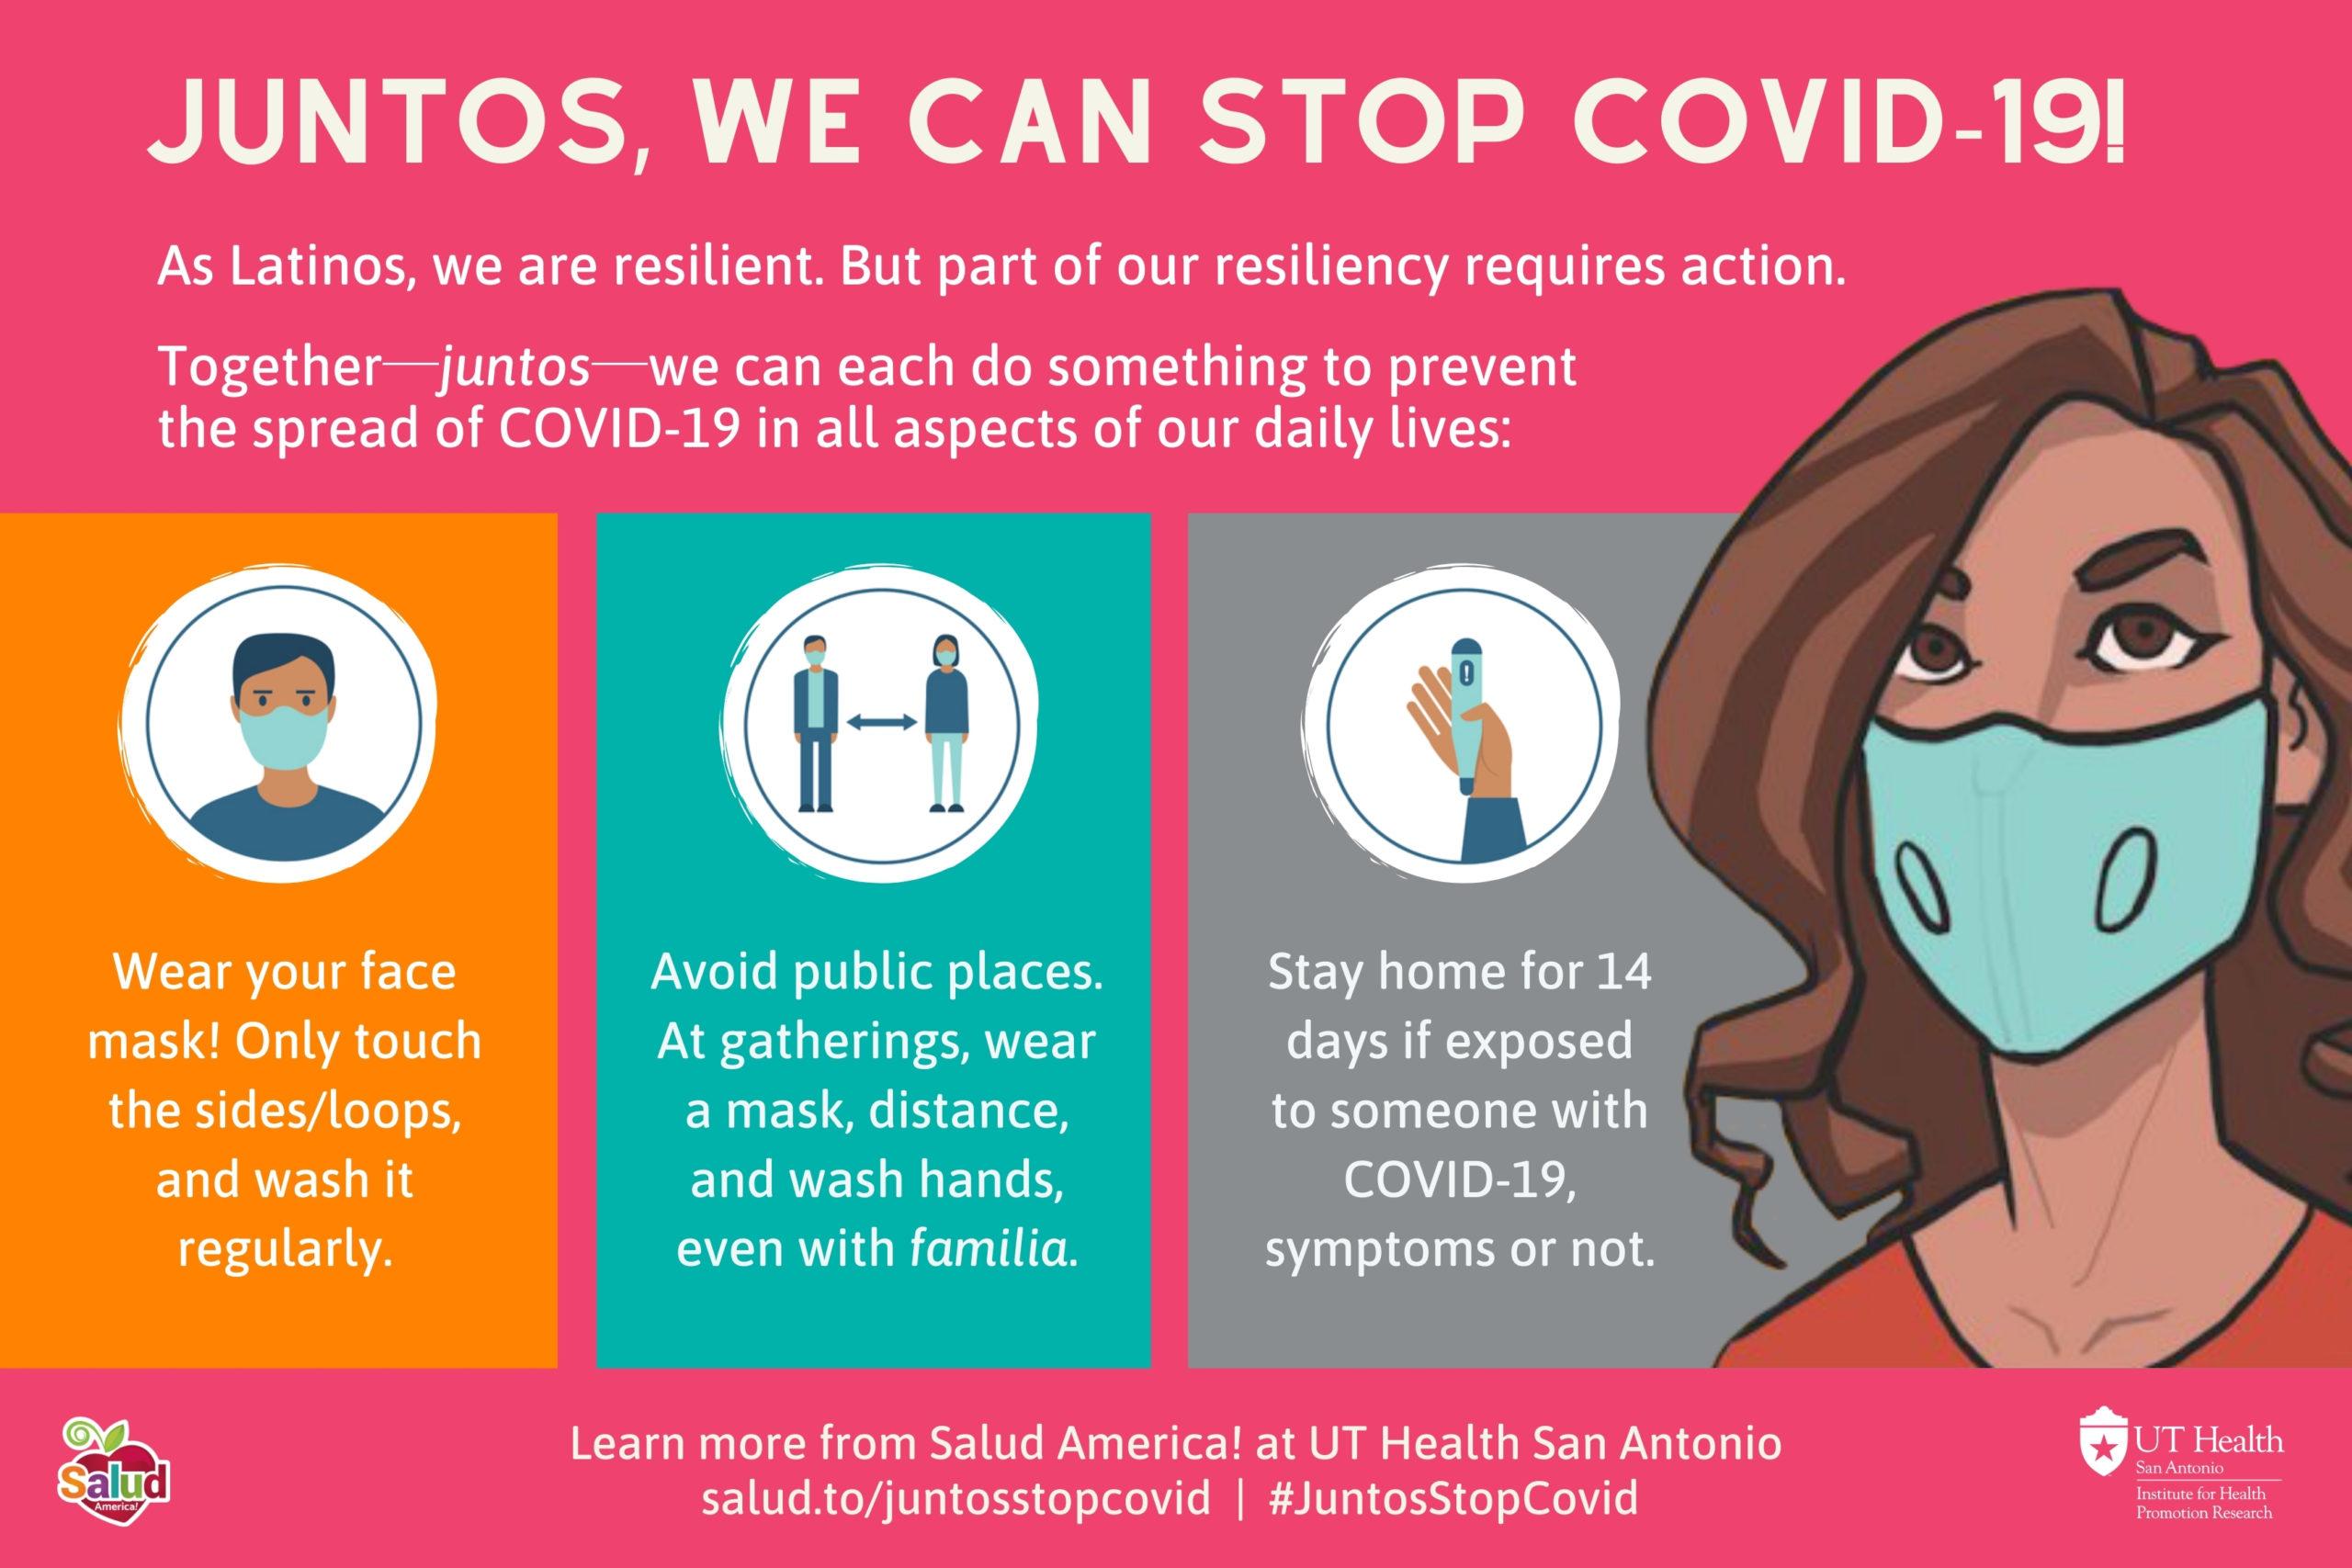 JUNTOS, WE CAN STOP COVID-19!
As Latinos, we are resilient. But part of our resiliency requires action.
Together—juntos—we can each do something to prevent
the spread of COVID-19 in all aspects of our daily lives:
Wear your face
mask! Only touch
the sides/loops,
and wash it
regularly.
Avoid public places.
At gatherings, wear
a mask, distance,
and wash hands,
even with familia.
Stay home for 14
days if exposed
to someone with
COVID-19,
symptoms or not.
Salud
America!
Learn more from Salud America! at UT Health San Antonio
salud.to/juntosstopcovid | #JuntosStopCovid
UT Health
San Antonio
Institute for Health
Promotion Research